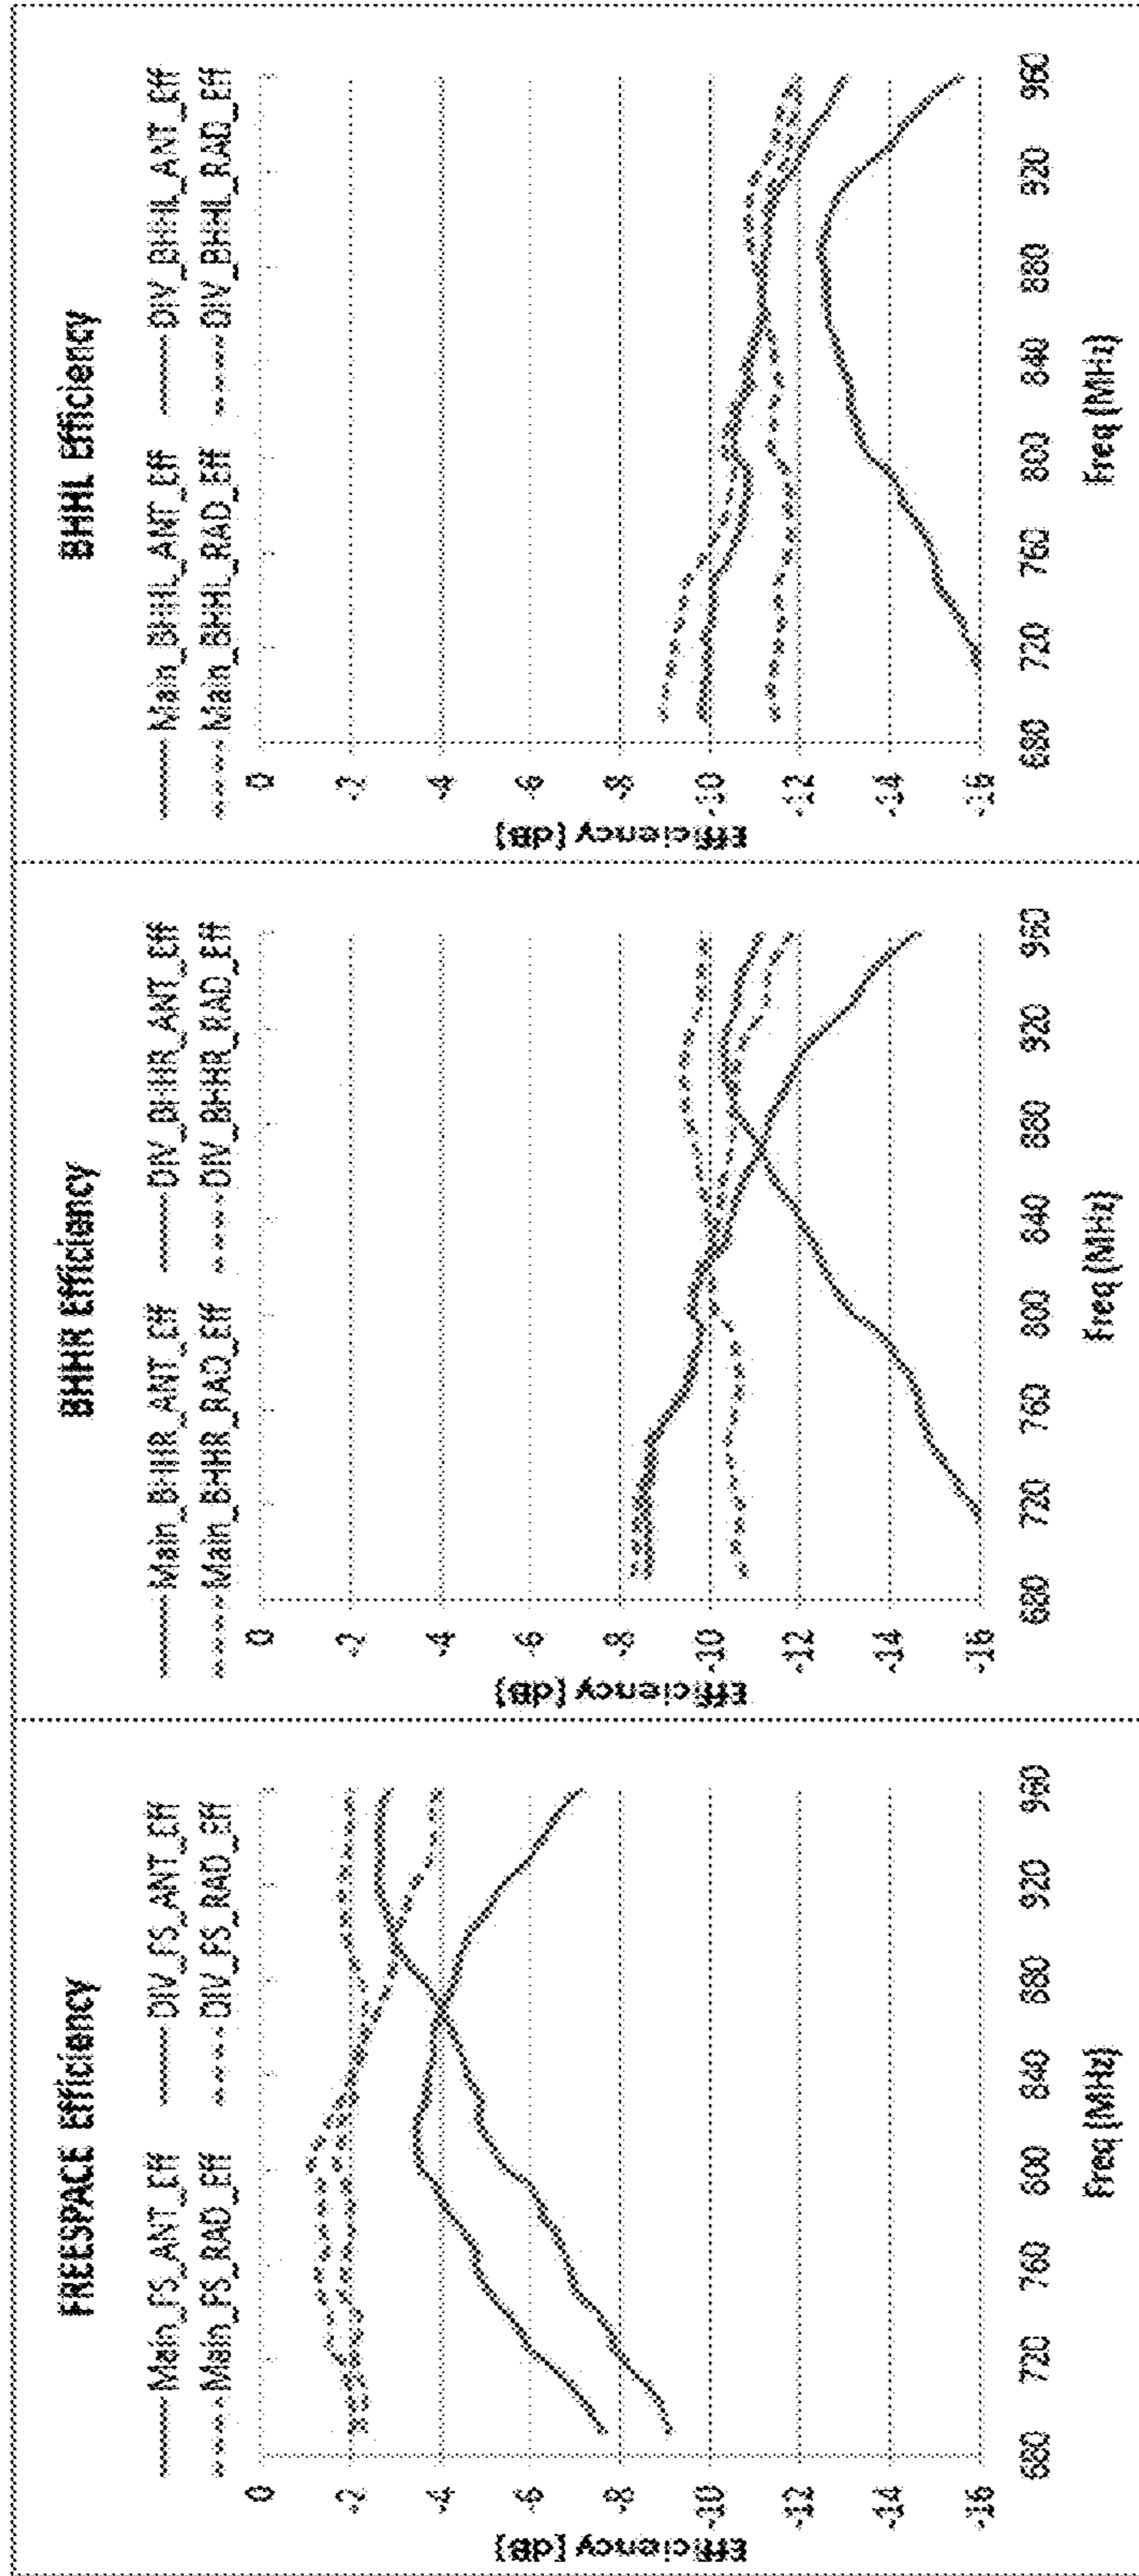 FREESPACE Efficiency
Main_FS_ANT_Eff DIV_FS_ANT_Eff
Main_FS_RAD_Eff DIV_FS_RAD_Eff
0
-2
-4
-6
-8
-10
-12
-14
-16
Efficiency [dB]
680 720 760 800 840 880 920 960
Freq [MHz]
BHHR Efficiency
Main_BHHR_ANT_Eff DIV_BHHR_ANT_Eff
Main_BHHR_RAD_Eff DIV_BHHR_RAD_Eff
0
-2
-4
-6
-8
-10
-12
-14
-16
Efficiency [dB]
680 720 760 800 840 880 920 960
Freq [MHz]
BHHL Efficiency
Main_BHHL_ANT_Eff DIV_BHHL_ANT_Eff
Main_BHHL_RAD_Eff DIV_BHHL_RAD_Eff
0
-2
-4
-6
-8
-10
-12
-14
-16
Efficiency [dB]
680 720 760 800 840 880 920 960
Freq [MHz]